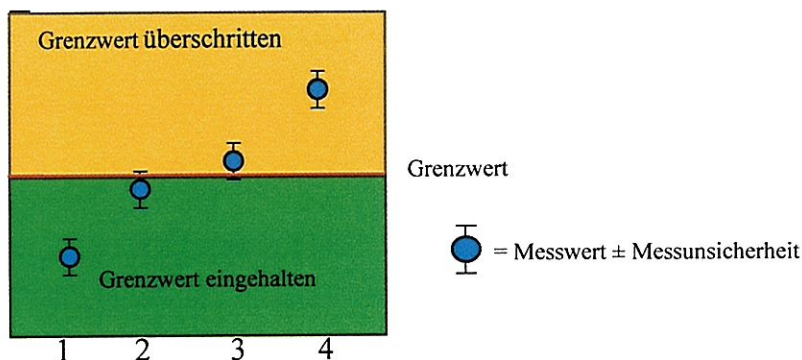 Grenzwert überschritten
Grenzwert
= Messwert ± Messunsicherheit
Grenzwert eingehalten
1 2 3 4